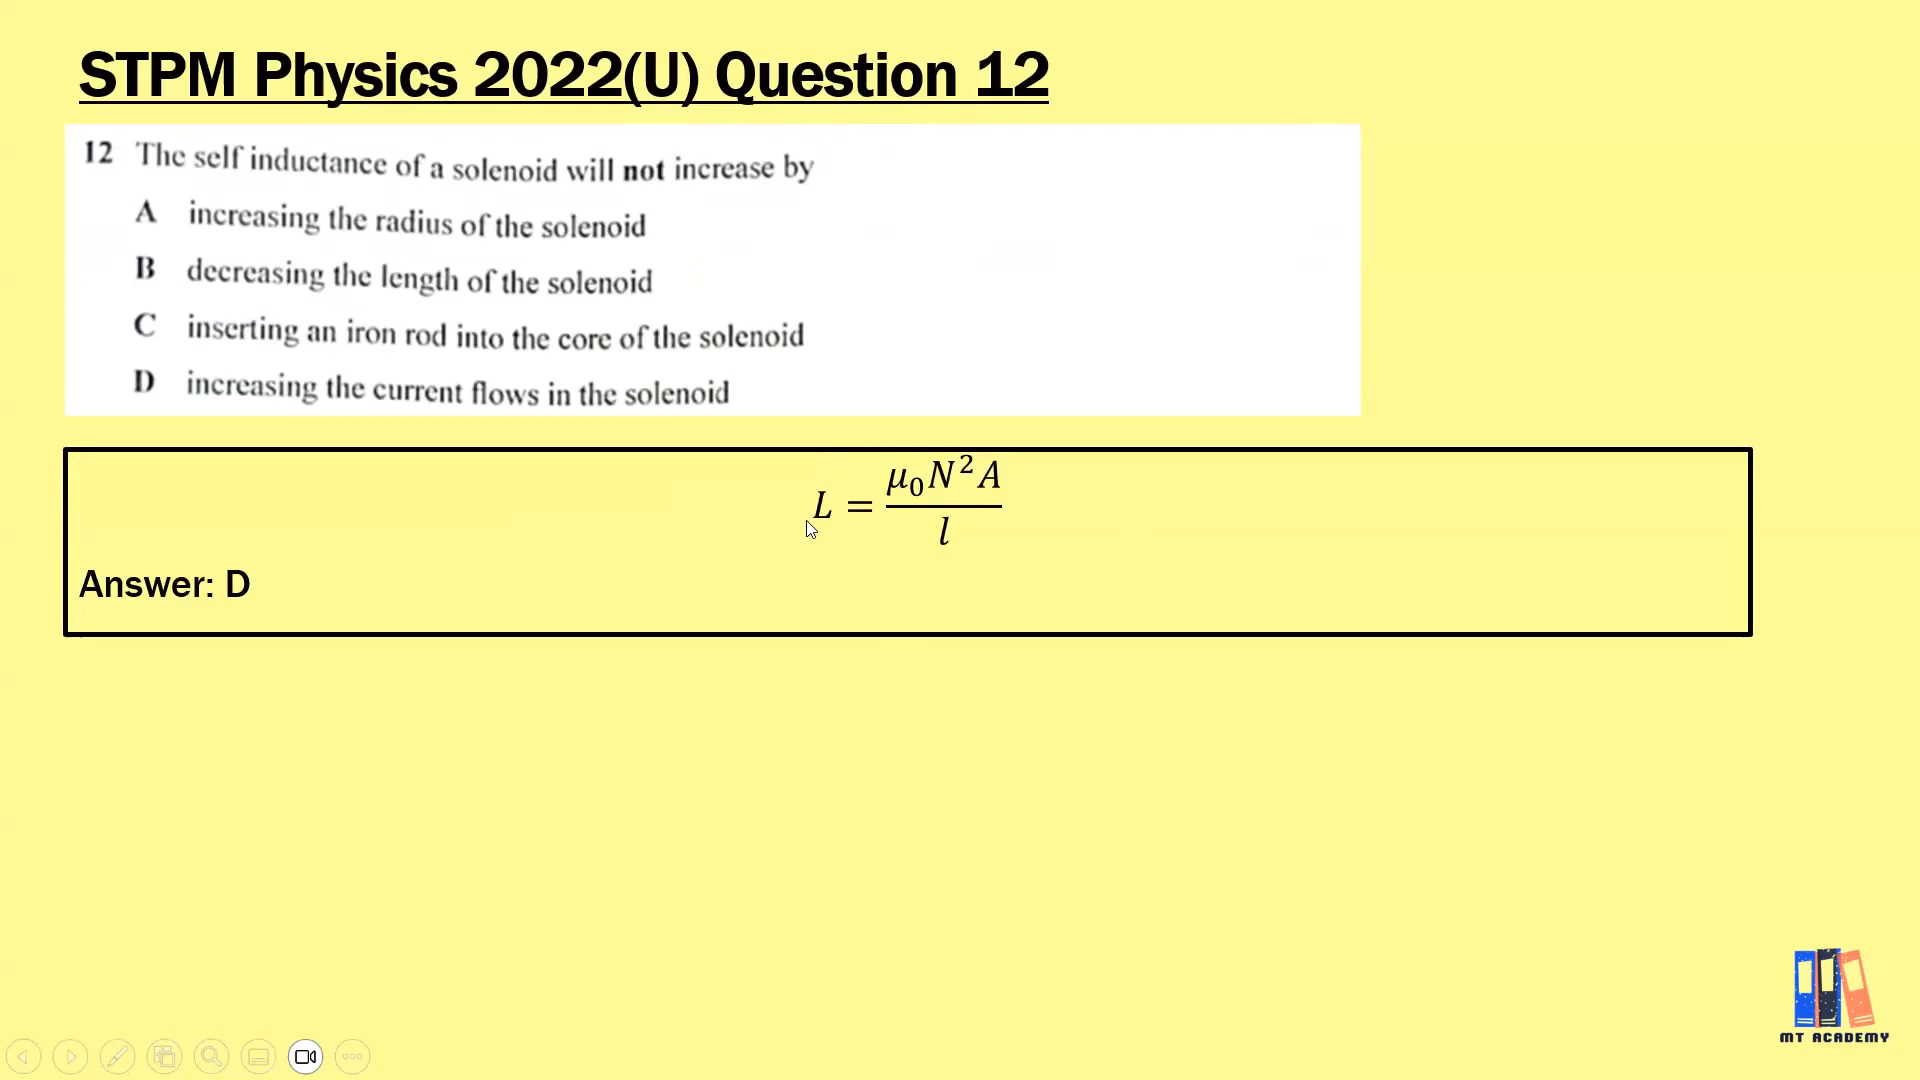 STPM Physics 2022(U) Question 12
12 The self inductance of a solenoid will not increase by
A increasing the radius of the solenoid
B decreasing the length of the solenoid
C inserting an iron rod into the core of the solenoid
D increasing the current flows in the solenoid
L = μ₀N²A / l
Answer: D
MT ACADEMY